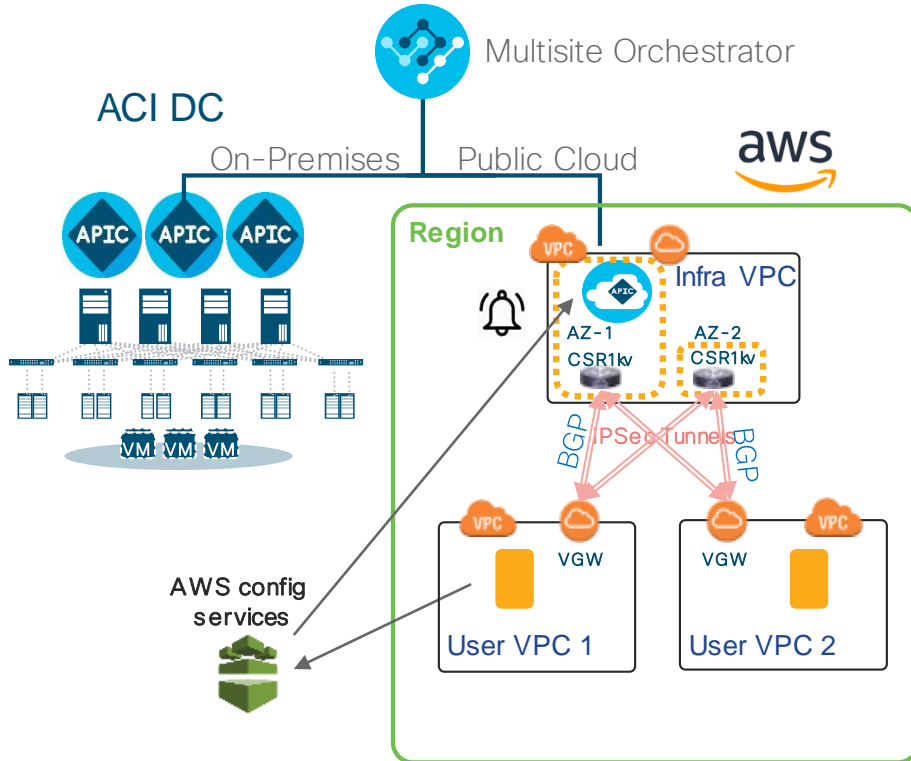 Multisite Orchestrator
ACI DC
On-Premises
Public Cloud
aws
APIC
APIC
APIC
Region
VPC
Infra VPC
APIC
AZ-1
AZ-2
CSR1kv
CSR1kv
BGP
IPSec Tunnels
BGP
VM
VM
VM
VPC
VPC
VGW
VGW
AWS config
services
User VPC 1
User VPC 2